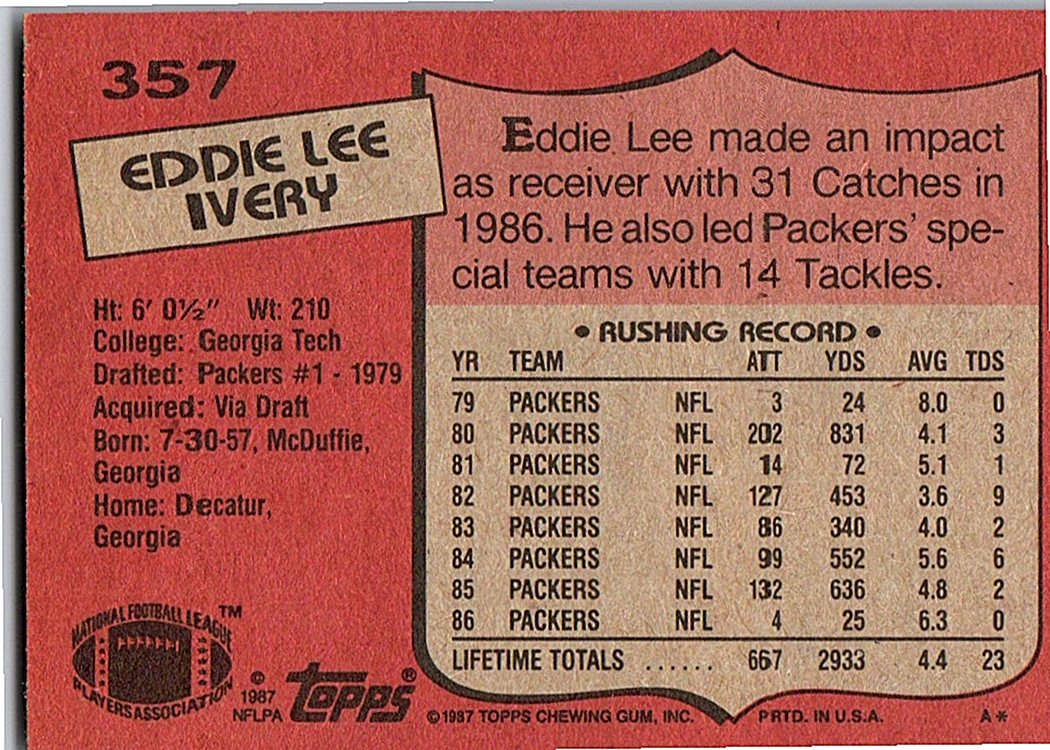 357
EDDIE LEE
IVERY
Ht: 6' 0½" Wt: 210
College: Georgia Tech
Drafted: Packers #1 - 1979
Acquired: Via Draft
Born: 7-30-57, McDuffie,
Georgia
Home: Decatur,
Georgia
NATIONAL FOOTBALL LEAGUE ™
PLAYERS ASSOCIATION
©
1987
NFLPA
TOPPS®
Eddie Lee made an impact
as receiver with 31 Catches in
1986. He also led Packers' spe-
cial teams with 14 Tackles.
• RUSHING RECORD •
YR TEAM ATT YDS AVG TDS
79 PACKERS NFL 3 24 8.0 0
80 PACKERS NFL 202 831 4.1 3
81 PACKERS NFL 14 72 5.1 1
82 PACKERS NFL 127 453 3.6 9
83 PACKERS NFL 86 340 4.0 2
84 PACKERS NFL 99 552 5.6 6
85 PACKERS NFL 132 636 4.8 2
86 PACKERS NFL 4 25 6.3 0
LIFETIME TOTALS ...... 667 2933 4.4 23
©1987 TOPPS CHEWING GUM, INC. PRTD. IN U.S.A. A*